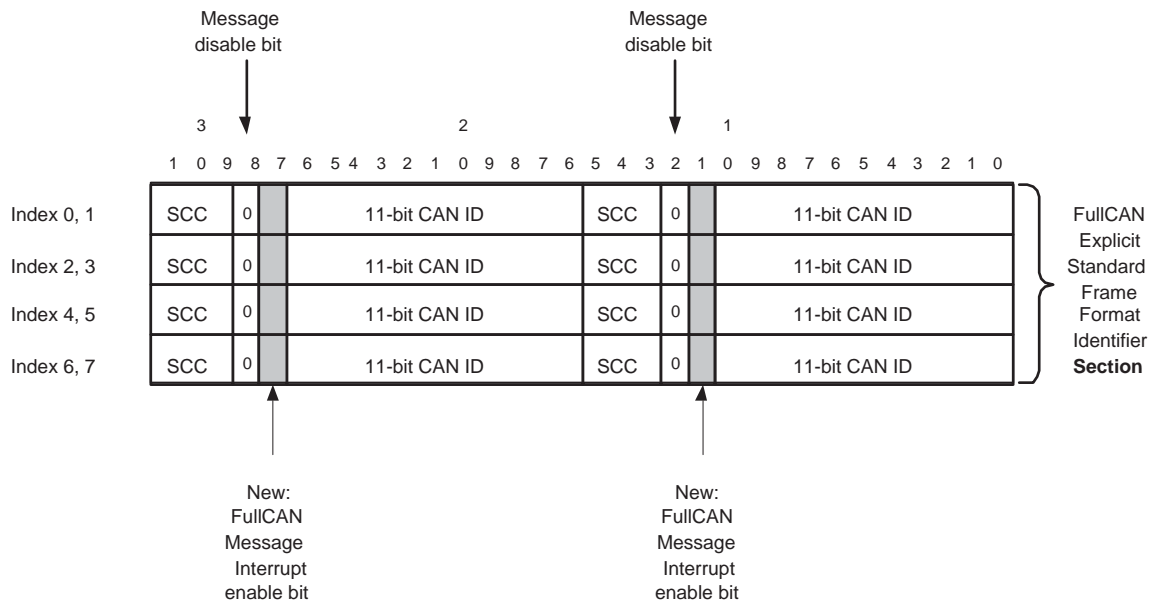 Message
disable bit
Message
disable bit
3 2 1
1 0 9 8 7 6 5 4 3 2 1 0 9 8 7 6 5 4 3 2 1 0 9 8 7 6 5 4 3 2 1 0
Index 0, 1 SCC 0 11-bit CAN ID SCC 0 11-bit CAN ID
Index 2, 3 SCC 0 11-bit CAN ID SCC 0 11-bit CAN ID
Index 4, 5 SCC 0 11-bit CAN ID SCC 0 11-bit CAN ID
Index 6, 7 SCC 0 11-bit CAN ID SCC 0 11-bit CAN ID
FullCAN
Explicit
Standard
Frame
Format
Identifier
Section
New:
FullCAN
Message
Interrupt
enable bit
New:
FullCAN
Message
Interrupt
enable bit